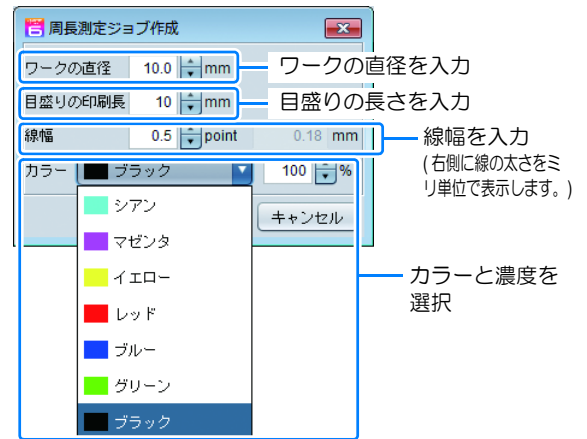 周長測定ジョブ作成
ワークの直径 10.0 mm
ワークの直径を入力
目盛りの印刷長 10 mm
目盛りの長さを入力
線幅 0.5 point 0.18 mm
線幅を入力
(右側に線の太さをミ
リ単位で表示します。)
カラー ブラック 100 %
シアン
キャンセル
マゼンタ
イエロー
カラーと濃度を
選択
レッド
ブルー
グリーン
ブラック